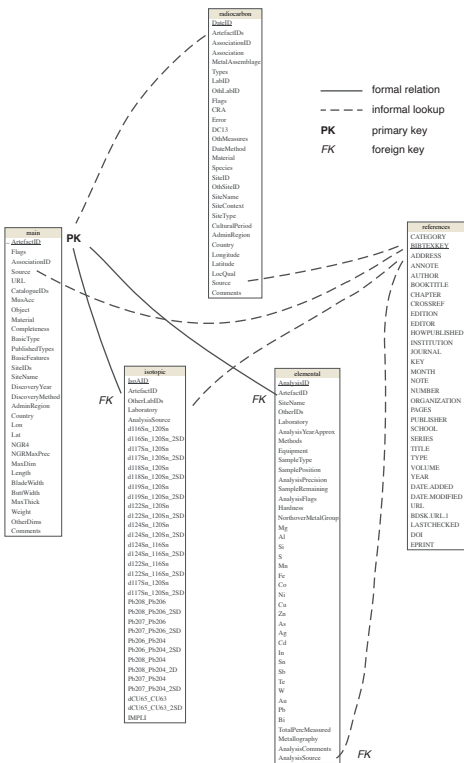 radiocarbon
DateID
ArtefactIDs
AssociationID
Association
MetalAssemblage
Types
LabID
OthLabID
Flags
CRA
Error
DC13
OthMeasures
DateMethod
Material
Species
SiteID
OthSiteID
SiteName
SiteContext
SiteType
CulturalPeriod
AdminRegion
Country
Longitude
Latitude
LocQual
Source
Comments
formal relation
informal lookup
PK primary key
FK foreign key
main
ArtefactID
Flags
AssociationID
Source
URL
CatalogueIDs
MusAcc
Object
Material
Completeness
BasicType
PublishedTypes
BasicFeatures
SiteIDs
SiteName
DiscoveryYear
DiscoveryMethod
AdminRegion
Country
Lon
Lat
NGR4
NGRMaxPrec
MaxDim
Length
BladeWidth
ButtWidth
MaxThick
Weight
OtherDims
Comments
PK
FK
isotopic
IsoAID
ArtefactID
OtherLabIDs
Laboratory
AnalysisSource
d116Sn_120Sn
d116Sn_120Sn_2SD
d117Sn_120Sn
d117Sn_120Sn_2SD
d118Sn_120Sn
d118Sn_120Sn_2SD
d119Sn_120Sn
d119Sn_120Sn_2SD
d122Sn_120Sn
d122Sn_120Sn_2SD
d124Sn_120Sn
d124Sn_120Sn_2SD
d124Sn_116Sn
d124Sn_116Sn_2SD
d122Sn_116Sn
d122Sn_116Sn_2SD
d117Sn_120Sn
d117Sn_120Sn_2SD
Pb208_Pb206
Pb208_Pb206_2SD
Pb207_Pb206
Pb207_Pb206_2SD
Pb206_Pb204
Pb206_Pb204_2SD
Pb208_Pb204
Pb208_Pb204_2D
Pb207_Pb204
Pb207_Pb204_2SD
dCU65_CU63
dCU65_CU63_2SD
IMPLI
FK
elemental
AnalysisID
ArtefactID
SiteName
OtherIDs
Laboratory
AnalysisYearApprox
Methods
Equipment
SampleType
SamplePosition
AnalysisPrecision
SampleRemaining
AnalysisFlags
Hardness
NorthoverMetalGroup
Mg
Al
Si
S
Mn
Fe
Co
Ni
Cu
Zn
As
Ag
Cd
In
Sn
Sb
Te
W
Au
Pb
Bi
TotalPercMeasured
Metallography
AnalysisComments
AnalysisSource
FK
references
CATEGORY
BIBTEXKEY
ADDRESS
ANNOTE
AUTHOR
BOOKTITLE
CHAPTER
CROSSREF
EDITION
EDITOR
HOWPUBLISHED
INSTITUTION
JOURNAL
KEY
MONTH
NOTE
NUMBER
ORGANIZATION
PAGES
PUBLISHER
SCHOOL
SERIES
TITLE
TYPE
VOLUME
YEAR
DATE.ADDED
DATE.MODIFIED
URL
BDSK.URL.1
LASTCHECKED
DOI
EPRINT